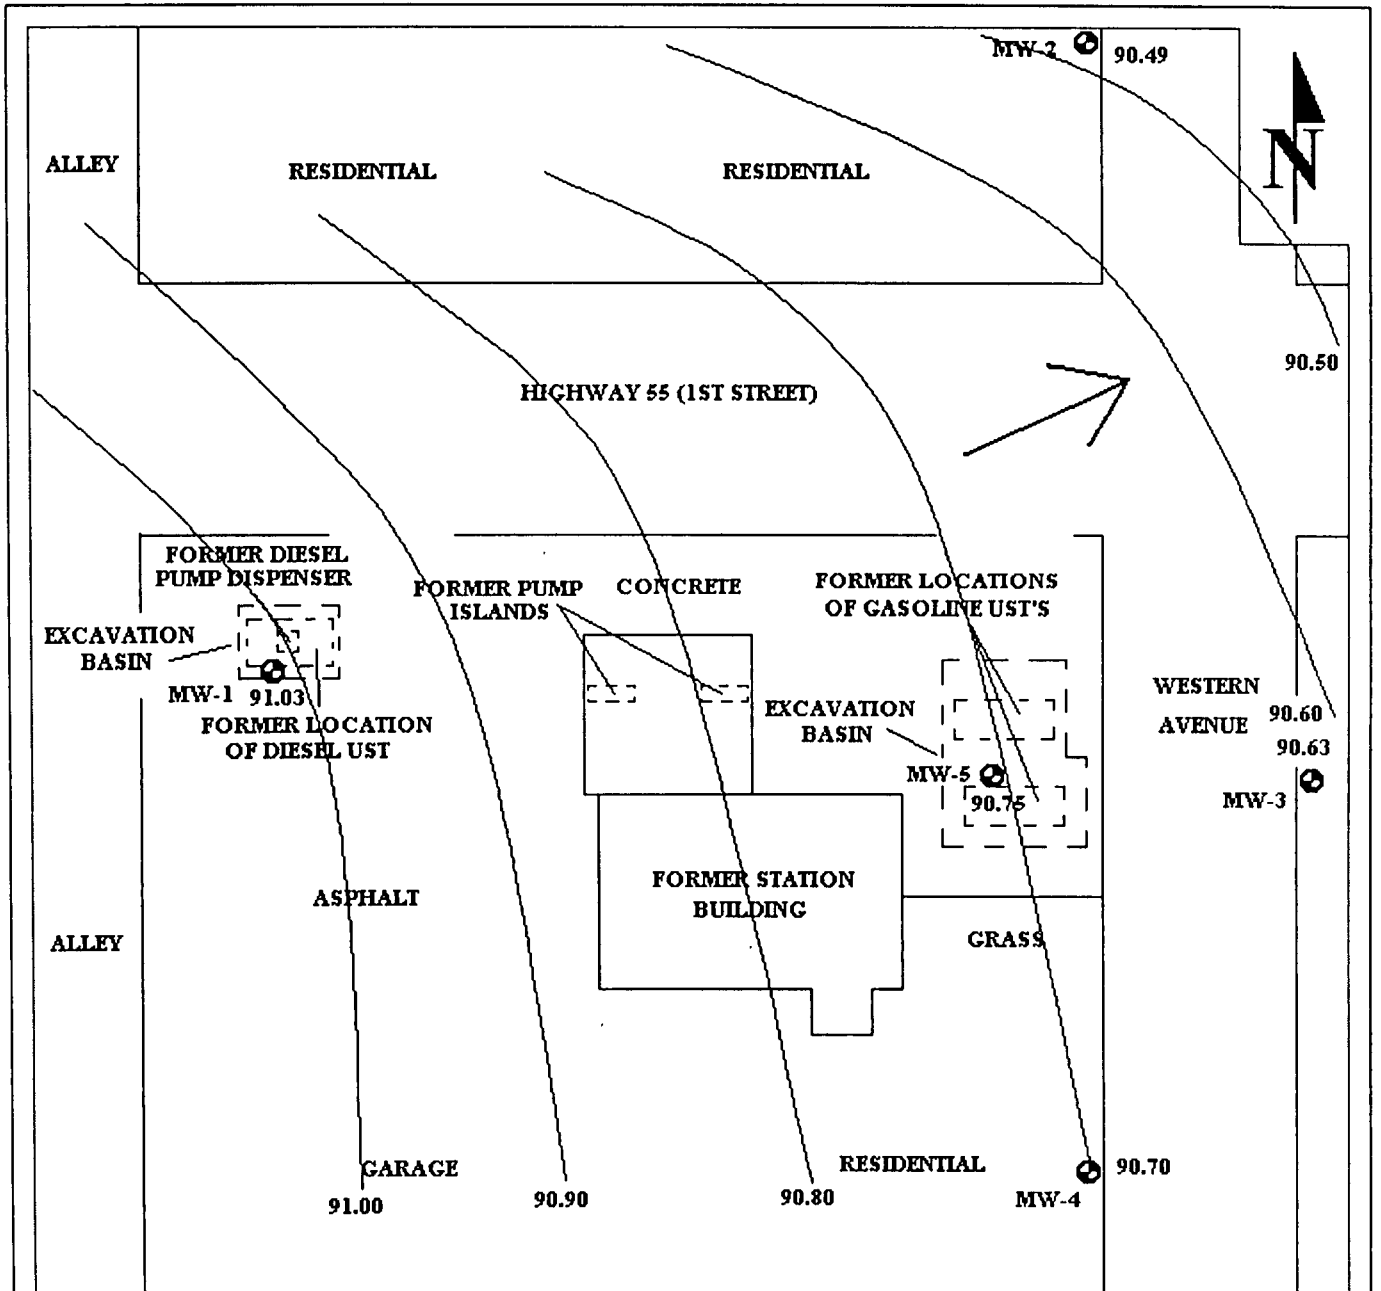 MW-2
90.49
N
ALLEY
RESIDENTIAL
RESIDENTIAL
90.50
HIGHWAY 55 (1ST STREET)
FORMER DIESEL
PUMP DISPENSER
FORMER PUMP
ISLANDS
CONCRETE
FORMER LOCATIONS
OF GASOLINE UST'S
EXCAVATION
BASIN
MW-1
91.03
FORMER LOCATION
OF DIESEL UST
EXCAVATION
BASIN
WESTERN
AVENUE
90.60
90.63
MW-3
MW-5
90.75
FORMER STATION
BUILDING
ASPHALT
ALLEY
GRASS
GARAGE
RESIDENTIAL
90.70
MW-4
91.00
90.90
90.80